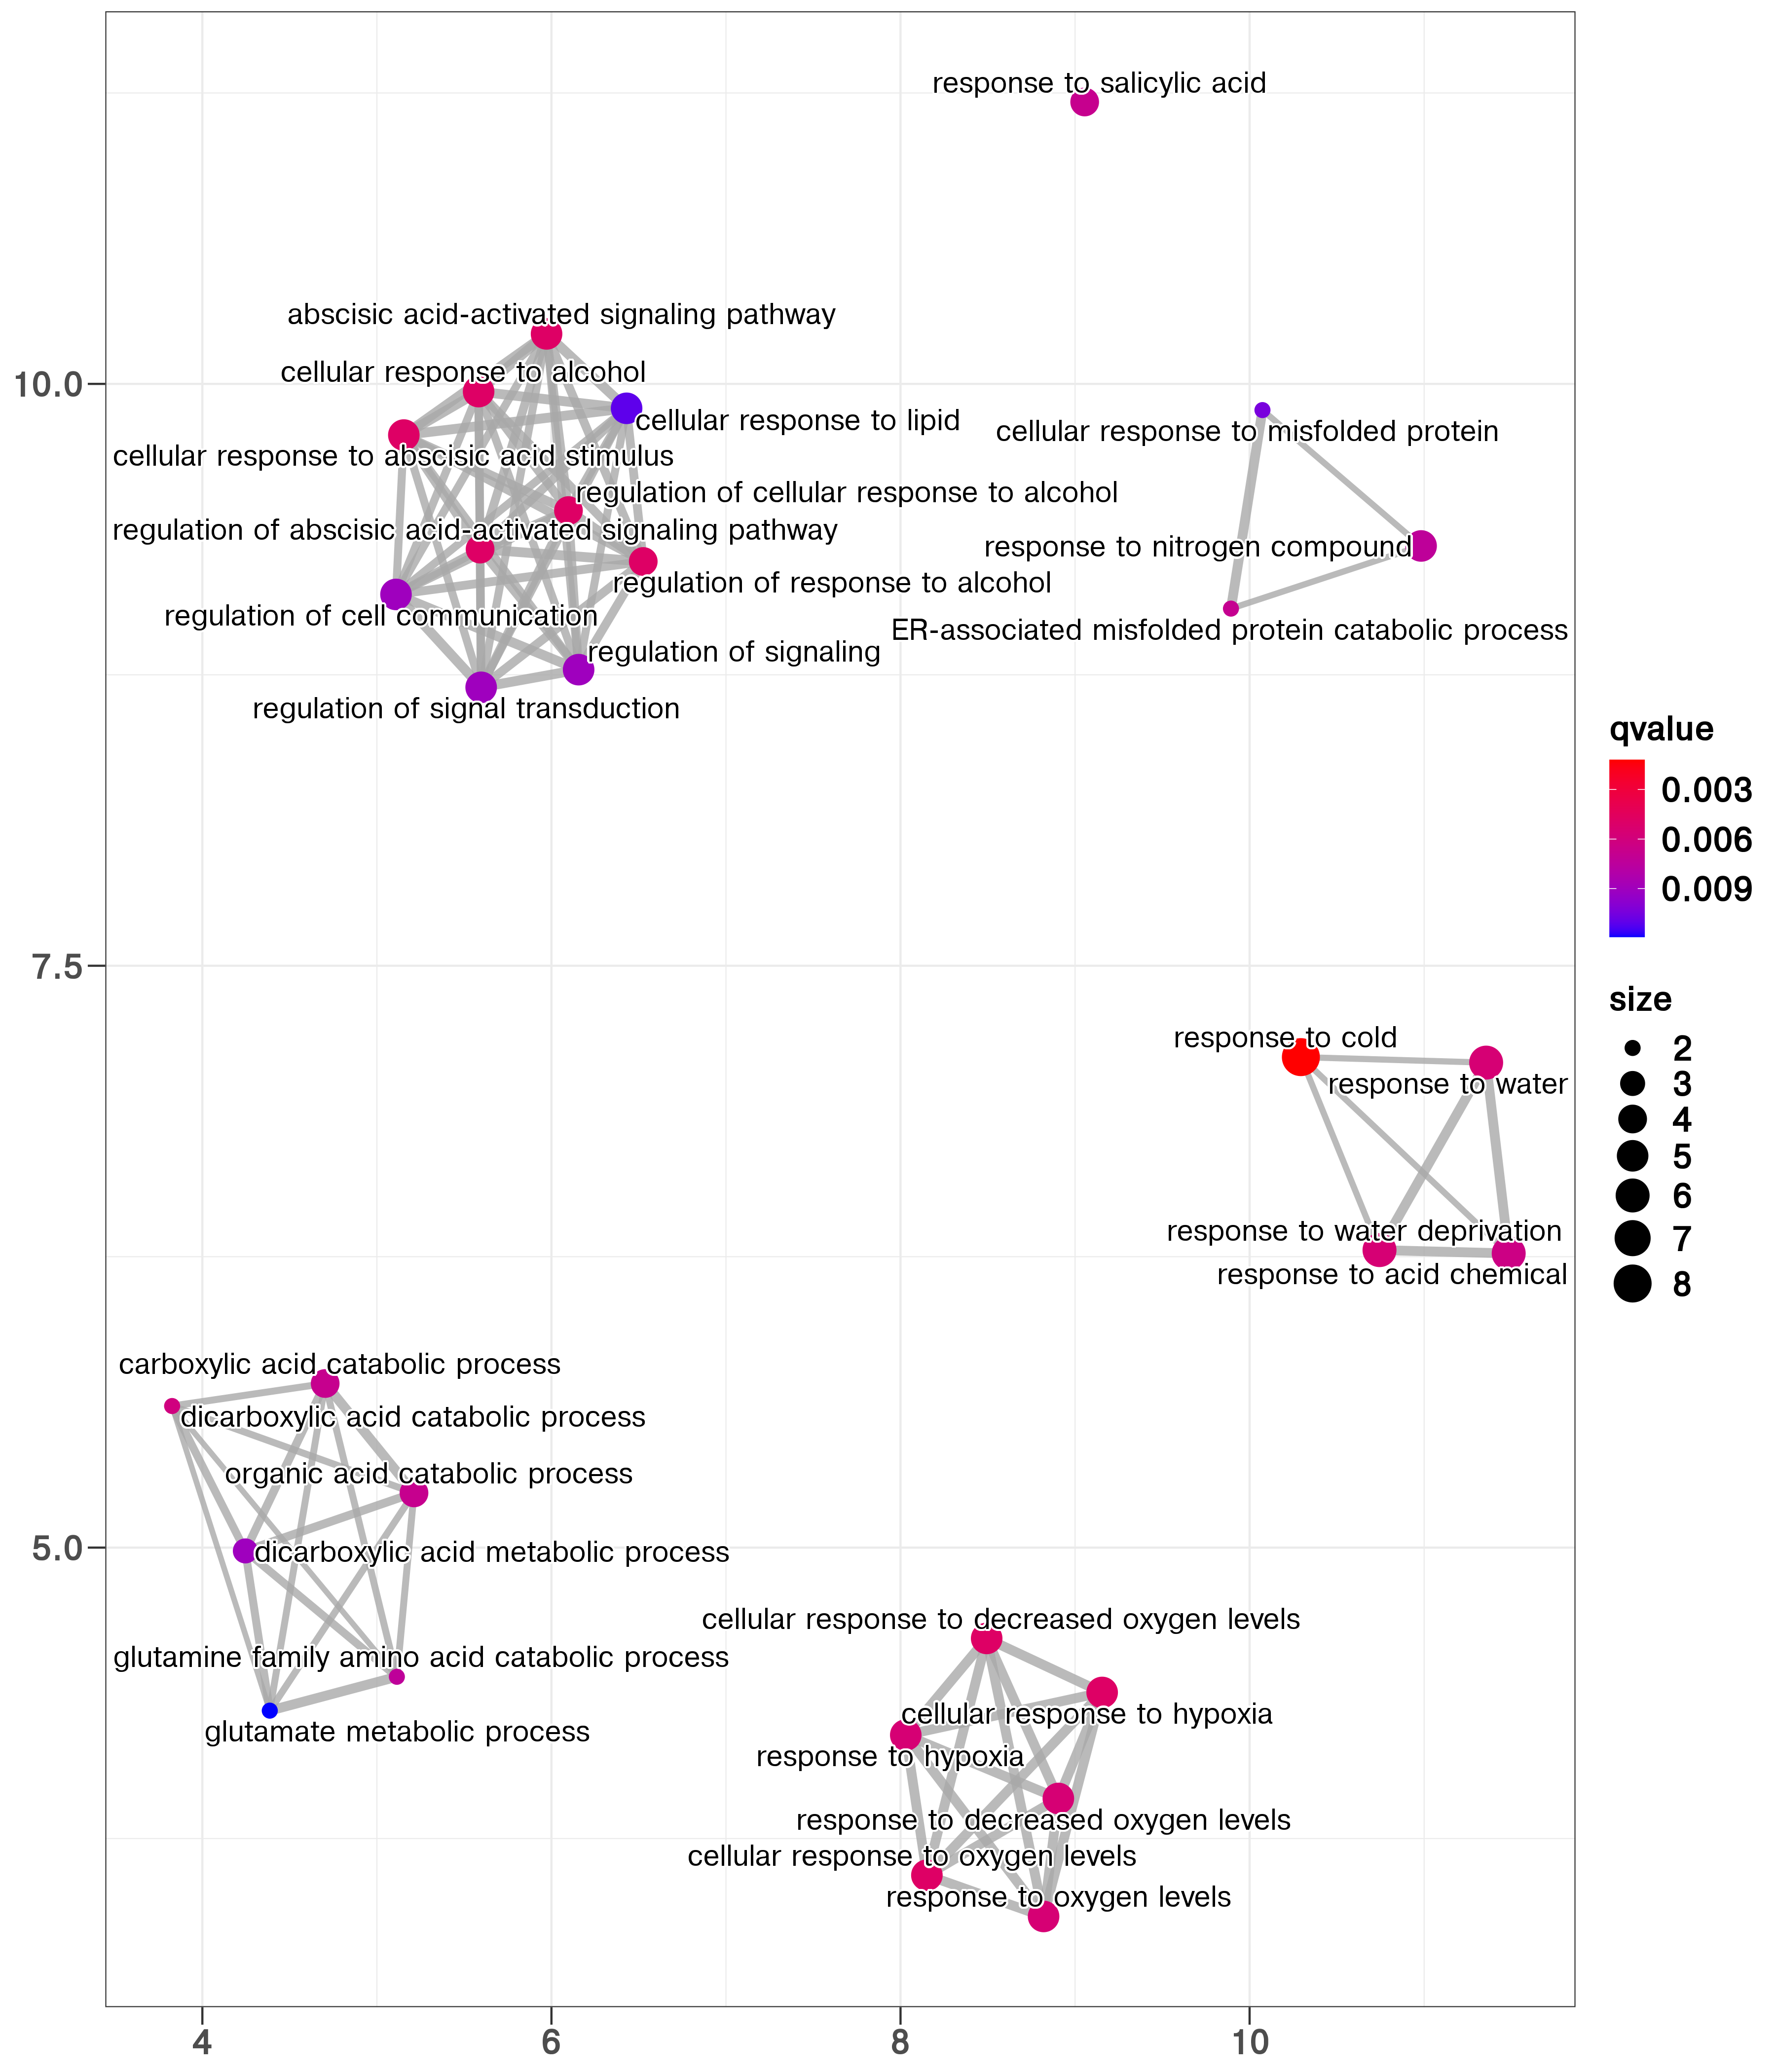 response to salicylic acid
abscisic acid-activated signaling pathway
cellular response to alcohol
10.0
cellular response to lipid
cellular response to misfolded protein
cellular response to abscisic acid stimulus
regulation of cellular response to alcohol
regulation of abscisic acid-activated signaling pathway
response to nitrogen compound
regulation of response to alcohol
regulation of cell communication
ER-associated misfolded protein catabolic process
regulation of signaling
regulation of signal transduction
qvalue
0.003
0.006
0.009
7.5
size
2
3
4
5
6
7
8
response to cold
response to water
response to water deprivation
response to acid chemical
carboxylic acid catabolic process
dicarboxylic acid catabolic process
organic acid catabolic process
5.0
dicarboxylic acid metabolic process
cellular response to decreased oxygen levels
glutamine family amino acid catabolic process
cellular response to hypoxia
glutamate metabolic process
response to hypoxia
response to decreased oxygen levels
cellular response to oxygen levels
response to oxygen levels
4
6
8
10